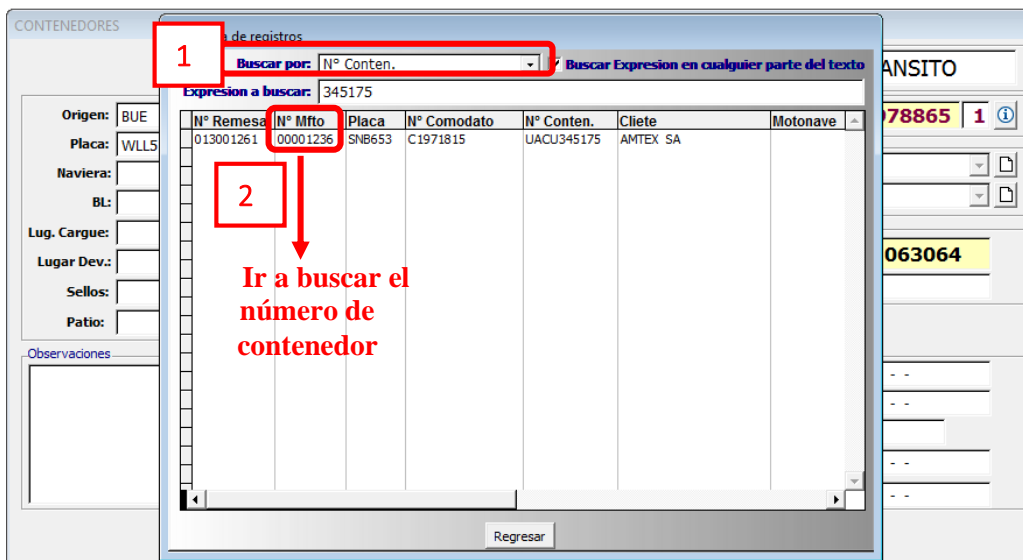 CONTENEDORES
a de registros
1
Buscar por: N° Conten.
Buscar Expresion en cualquier parte del texto
ANSITO
Expresion a buscar: 345175
Origen: BUE
978865 1
N° Remesa N° Mfto Placa N° Comodato N° Conten. Cliete Motonave
013001261 00001236 SNB653 C1971815 UACU345175 AMTEX SA
Placa: WLL5
Naviera:
2
BL:
Lug. Cargue:
Lugar Dev.:
063064
Ir a buscar el
número de
contenedor
Sellos:
Patio:
Observaciones
- -
- -
- -
- -
Regresar